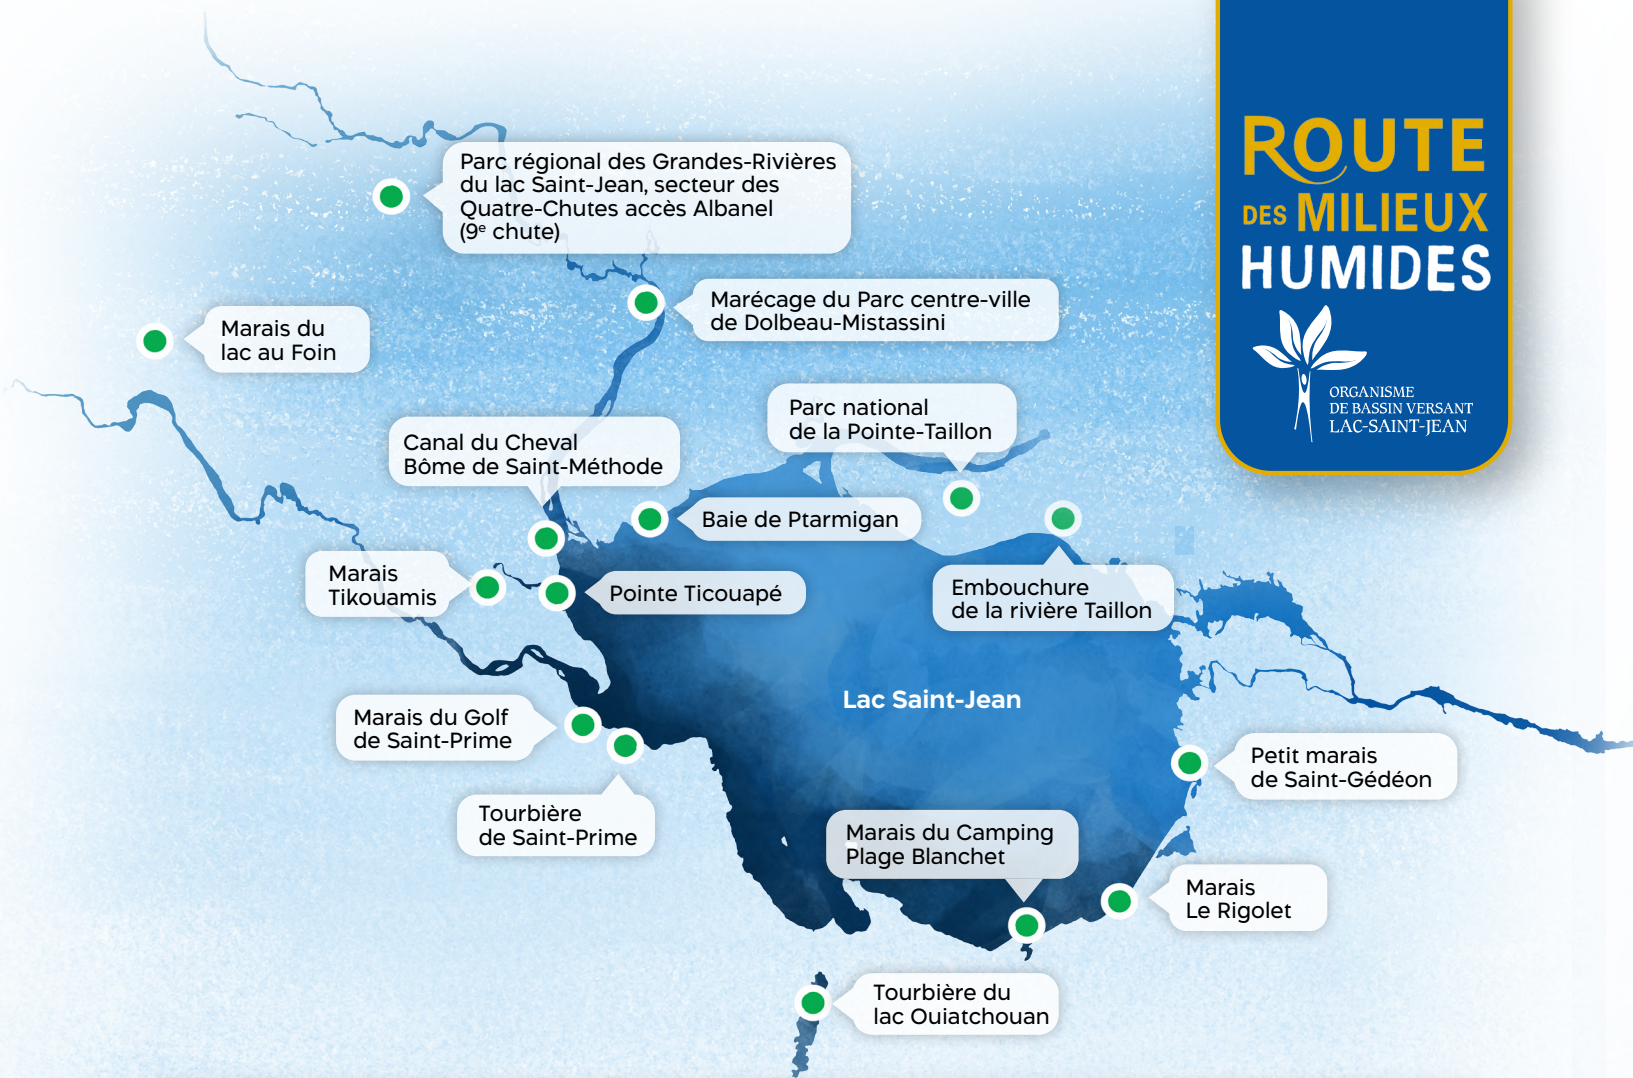 ROUTE
DES MILIEUX
HUMIDES
ORGANISME
DE BASSIN VERSANT
LAC-SAINT-JEAN
Parc régional des Grandes-Rivières
du lac Saint-Jean, secteur des
Quatre-Chutes accès Albanel
(9e chute)
Marécage du Parc centre-ville
de Dolbeau-Mistassini
Marais du
lac au Foin
Parc national
de la Pointe-Taillon
Canal du Cheval
Bôme de Saint-Méthode
Baie de Ptarmigan
Marais
Tikouamis
Pointe Ticouapé
Embouchure
de la rivière Taillon
Lac Saint-Jean
Marais du Golf
de Saint-Prime
Petit marais
de Saint-Gédéon
Tourbière
de Saint-Prime
Marais du Camping
Plage Blanchet
Marais
Le Rigolet
Tourbière du
lac Ouiatchouan